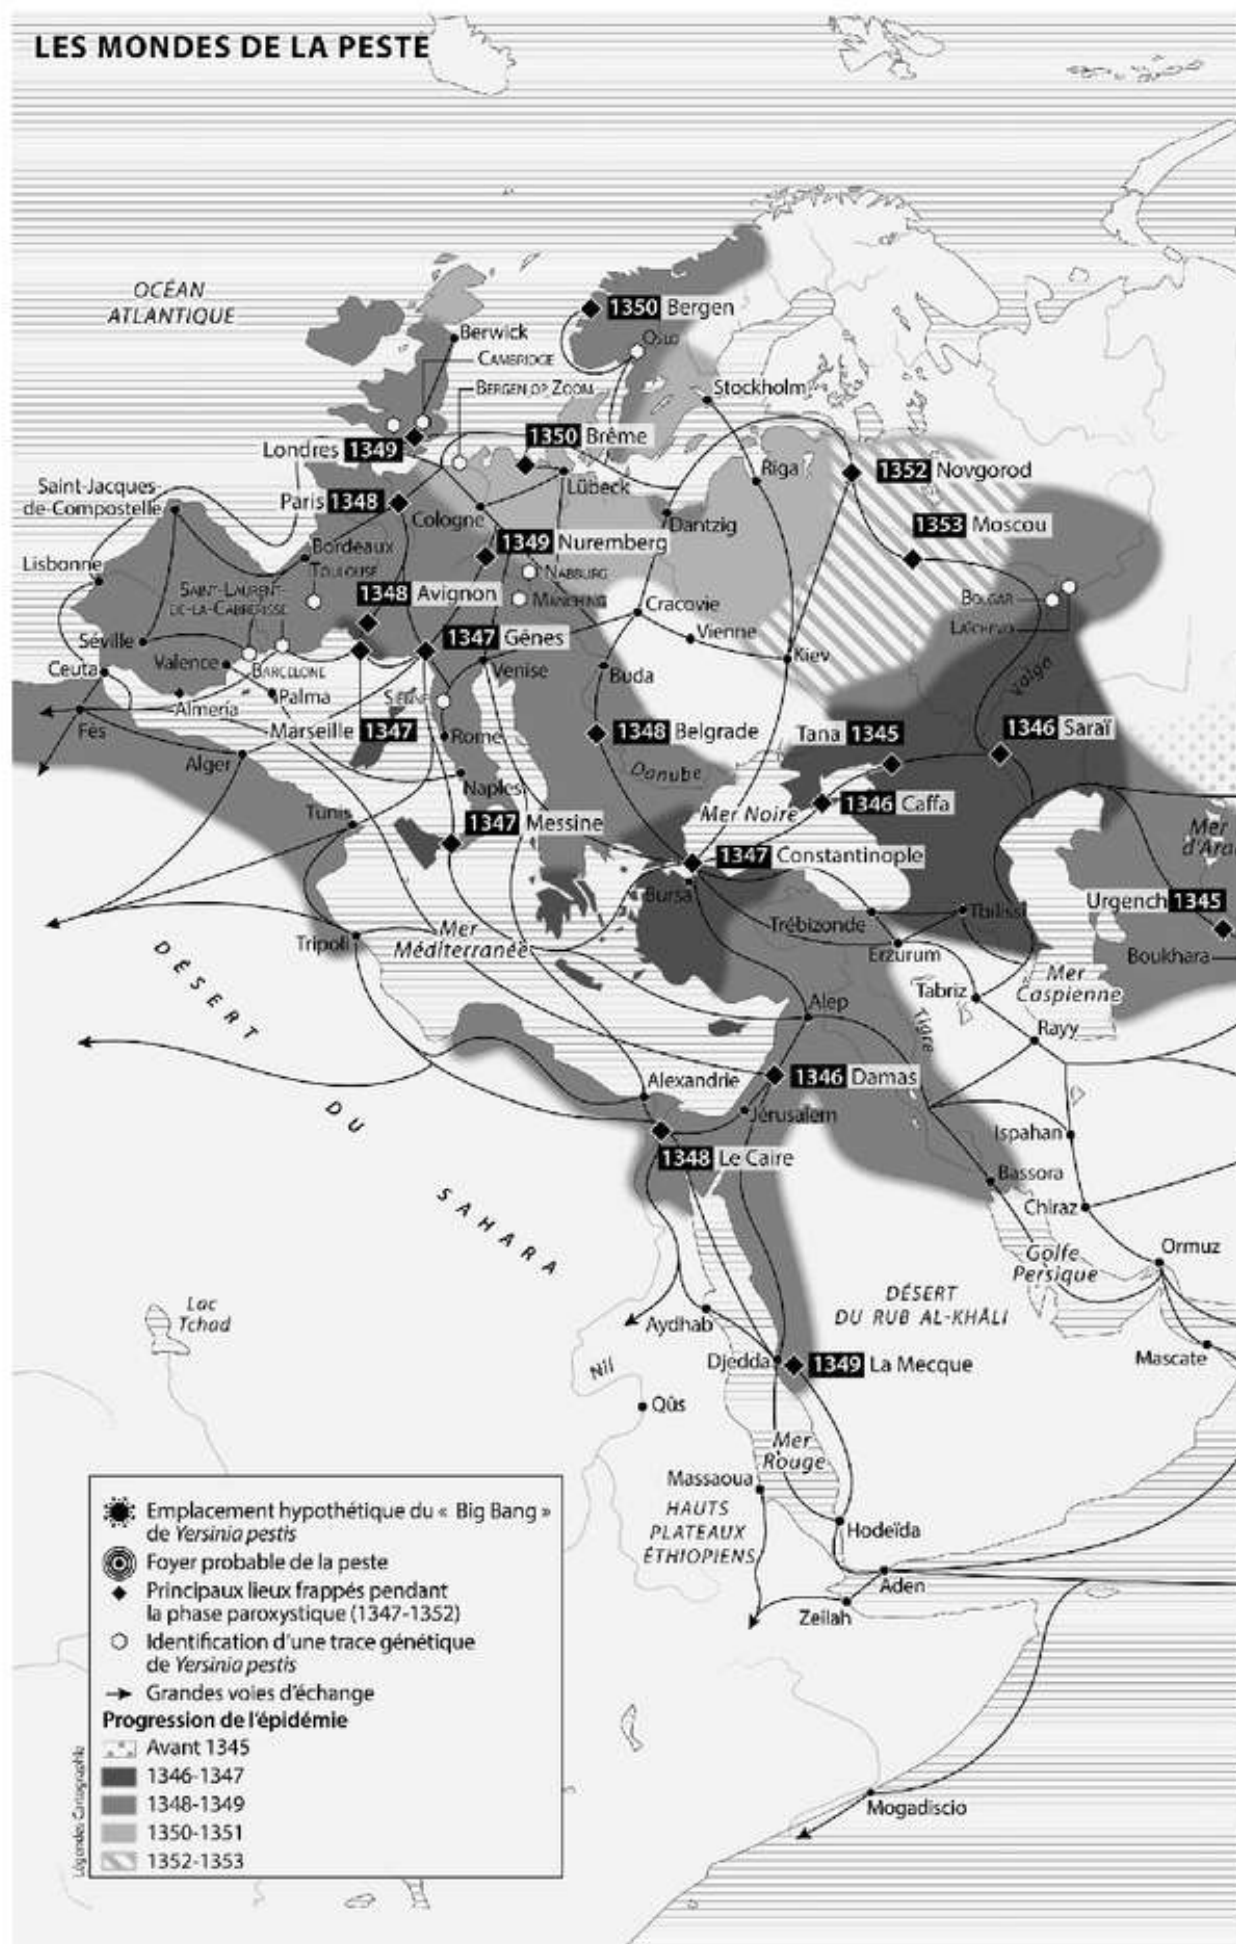 LES MONDES DE LA PESTE
OCÉAN
ATLANTIQUE
1350 Bergen
OSLO
Berwick
CAMBRIDGE
BERGEN OP ZOOM
Stockholm
1350 Brême
Londres 1349
Riga
1352 Novgorod
Lübeck
Saint-Jacques-
de-Compostelle
Paris 1348
Cologne
Dantzig
1353 Moscou
1349 Nuremberg
Bordeaux
Lisbonne
TOULOUSE
NABBURG
SAINT-LAURENT-
DE-LA-CABRERISSE
1348 Avignon
MANCHING
Cracovie
BOLGAR
LAÏCHEVO
Vienne
Séville
1347 Gênes
Kiev
Ceuta
Valence
BARCELONE
Venise
Buda
Volga
Almería
Palma
SIENNE
Fès
Marseille 1347
Rome
1348 Belgrade
Tana 1345
1346 Saraï
Alger
Danube
Naples
1346 Caffa
Tunis
Mer Noire
1347 Messine
Mer
d'Aral
1347 Constantinople
Bursa
Urgench 1345
Trébizonde
Tbilissi
Tripoli
Mer
Méditerranée
Erzurum
Boukhara
DÉSERT
DU
SAHARA
Tabriz
Mer
Caspienne
Alep
Tigre
Rayy
1346 Damas
Alexandrie
Jérusalem
Ispahan
1348 Le Caire
Bassora
Chiraz
Golfe
Persique
Ormuz
Lac
Tchad
DÉSERT
DU RUB AL-KHÂLI
Aydhab
Mascate
Djedda
1349 La Mecque
Nil
Qûs
Mer
Rouge
Massaoua
HAUTS
PLATEAUX
ÉTHIOPIENS
Hodeïda
Aden
Zeilah
Mogadiscio
Emplacement hypothétique du « Big Bang »
de Yersinia pestis
Foyer probable de la peste
Principaux lieux frappés pendant
la phase paroxystique (1347-1352)
Identification d'une trace génétique
de Yersinia pestis
Grandes voies d'échange
Progression de l'épidémie
Avant 1345
1346-1347
1348-1349
1350-1351
1352-1353
Légendes Cartographie